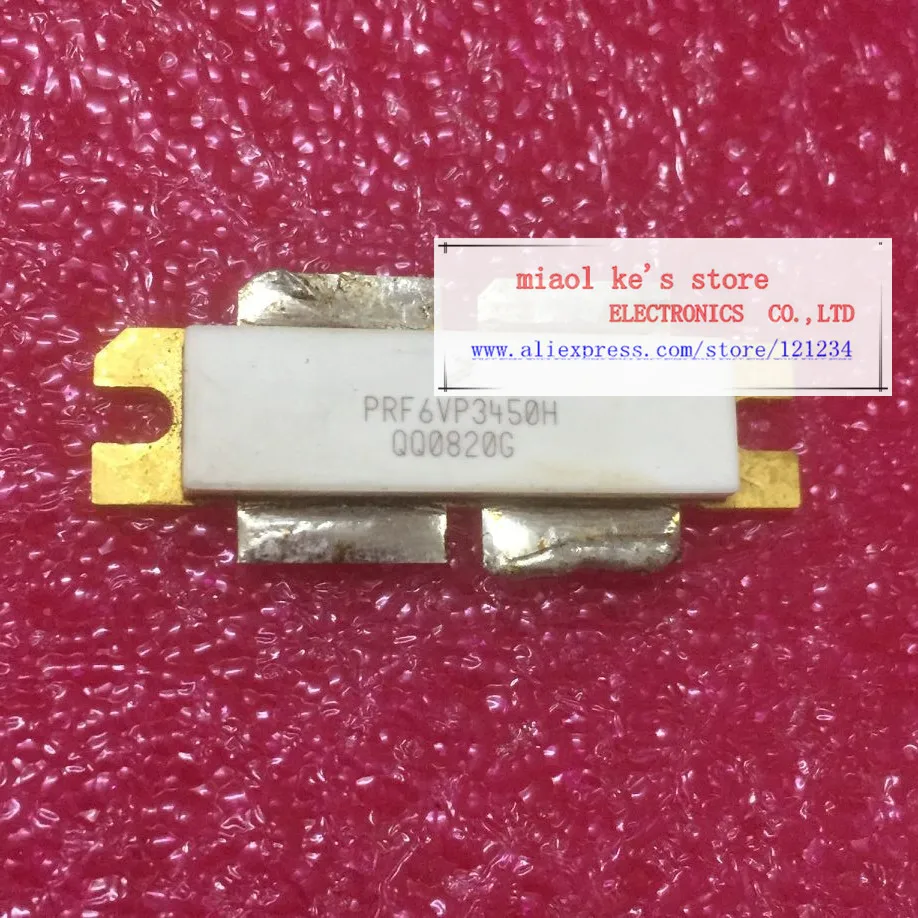 miaol ke's store
ELECTRONICS CO.,LTD
www.aliexpress.com/store/121234
PRF6VP3450H
QQ0820G